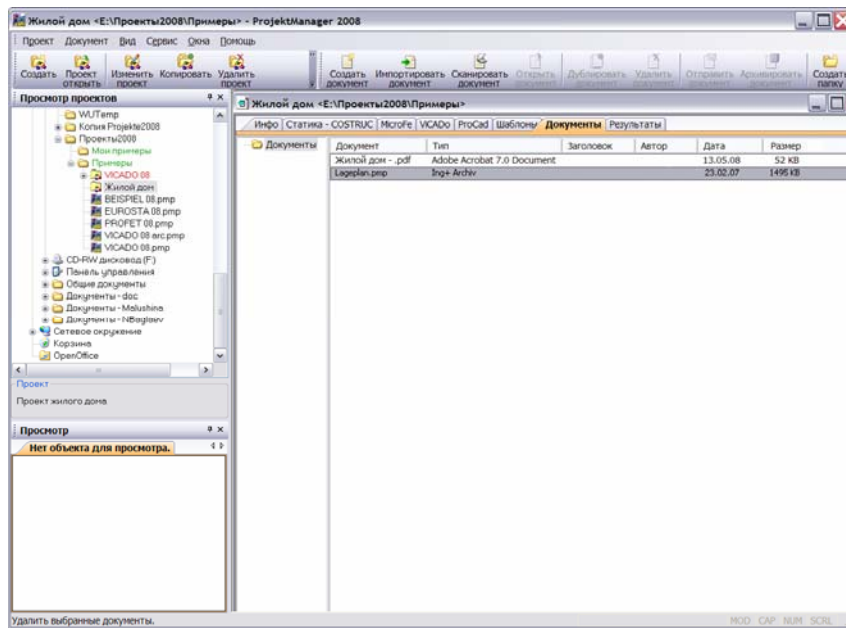 Жилой дом <E:\Проекты2008\Примеры> - ProjektManager 2008
Проект Документ Вид Сервис Окна Помощь
Создать Проект открыть Изменить проект Копировать Удалить проект Создать документ Импортировать документ Сканировать документ Открыть документ Дублировать документ Удалить документ Отправить документ Архивировать документ Создать папку
Просмотр проектов
WUTemp
Копия Projekte2008
Проекты2008
Мои примеры
Примеры
VICADO 08
Жилой дом
BEISPIEL 08.pmp
EUROSTA 08.pmp
PROFET 08.pmp
VICADO 08 arc.pmp
VICADO 08.pmp
CD-RW дисковод (F:)
Панель управления
Общие документы
Документы - doc
Документы - Malushina
Документы - NBaglaev
Сетевое окружение
Корзина
OpenOffice
Проект
Проект жилого дома
Просмотр
Нет объекта для просмотра.
Жилой дом <E:\Проекты2008\Примеры>
Инфо Статика - COSTRUC MicroFe ViCADo ProCad Шаблоны Документы Результаты
Документы
Документ Тип Заголовок Автор Дата Размер
Жилой дом - .pdf Adobe Acrobat 7.0 Document 13.05.08 52 KB
Lageplan.pmp Ing+ Archiv 23.02.07 1495 KB
Удалить выбранные документы.
MOD CAP NUM SCRL